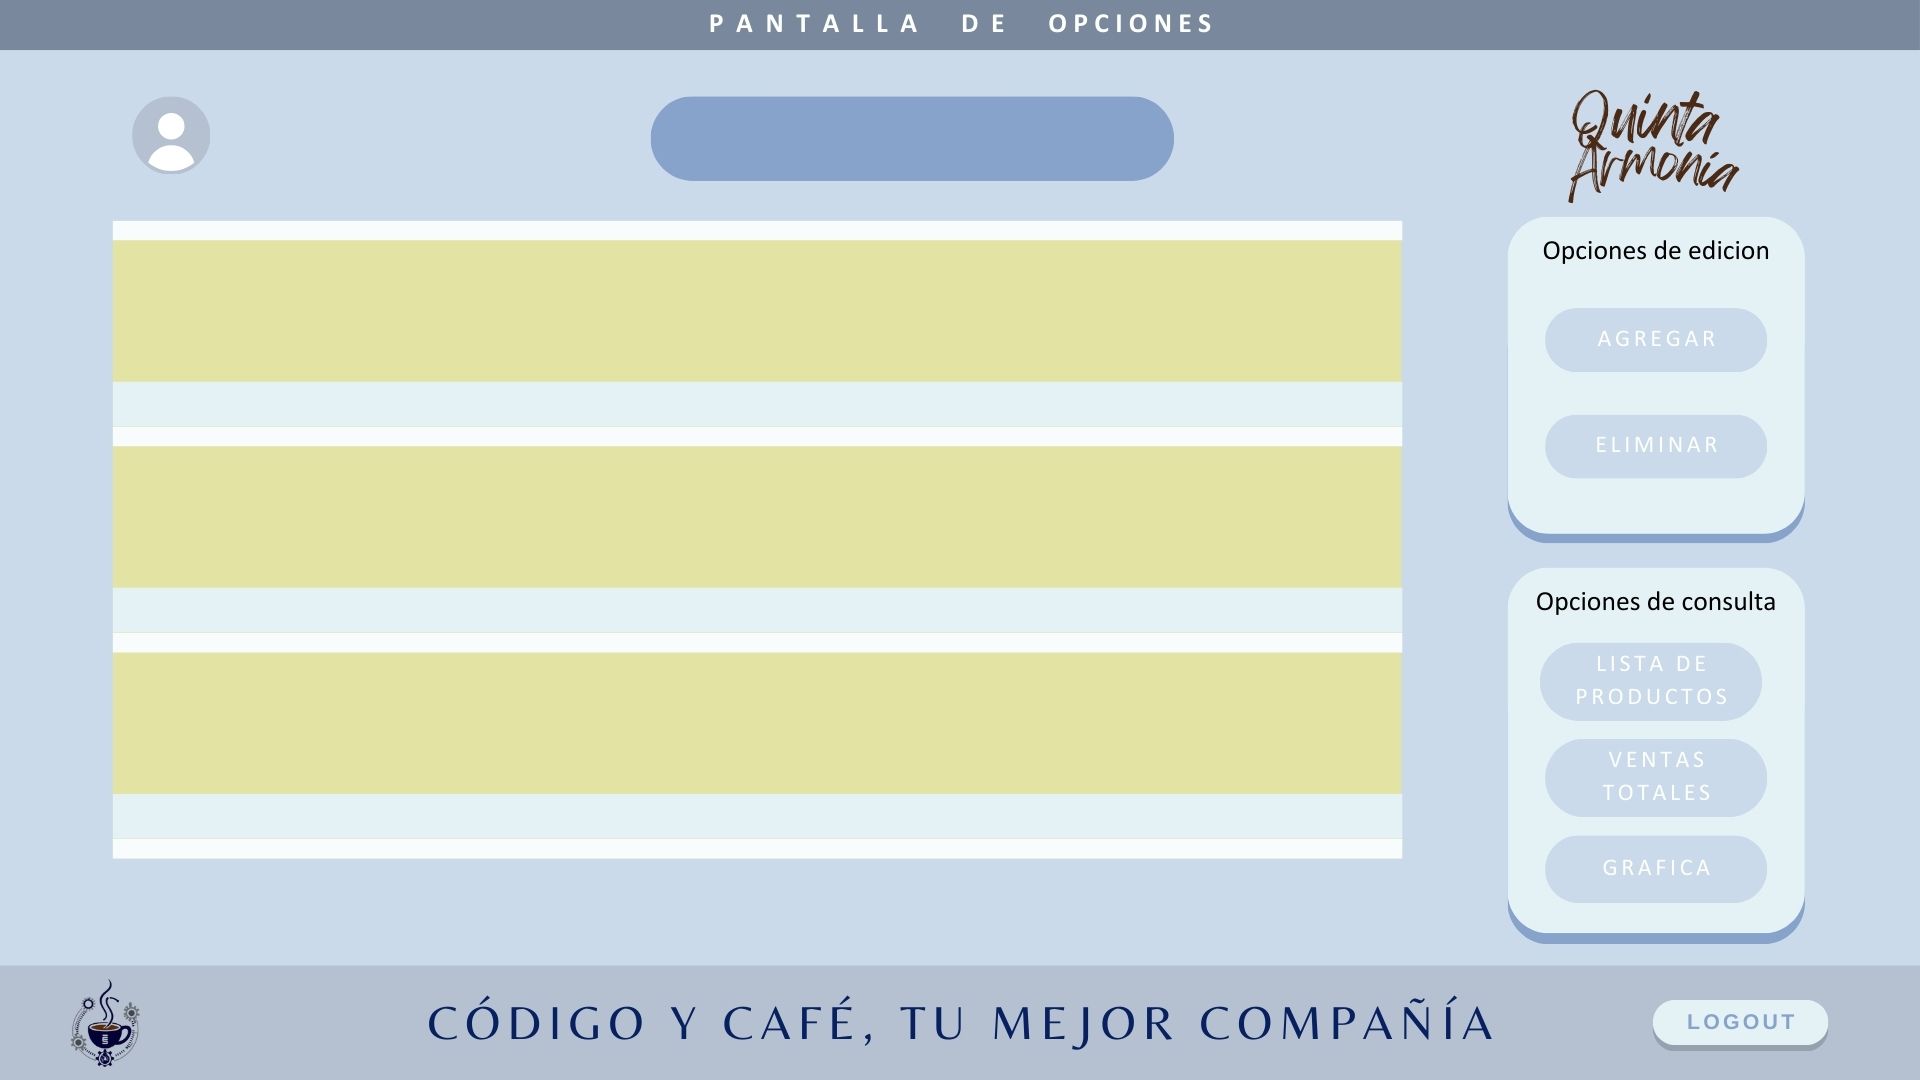 PANTALLA DE OPCIONES
Quinta
Armonía
Opciones de edicion
AGREGAR
ELIMINAR
Opciones de consulta
LISTA DE
PRODUCTOS
VENTAS
TOTALES
GRAFICA
CÓDIGO Y CAFÉ, TU MEJOR COMPAÑÍA
LOGOUT